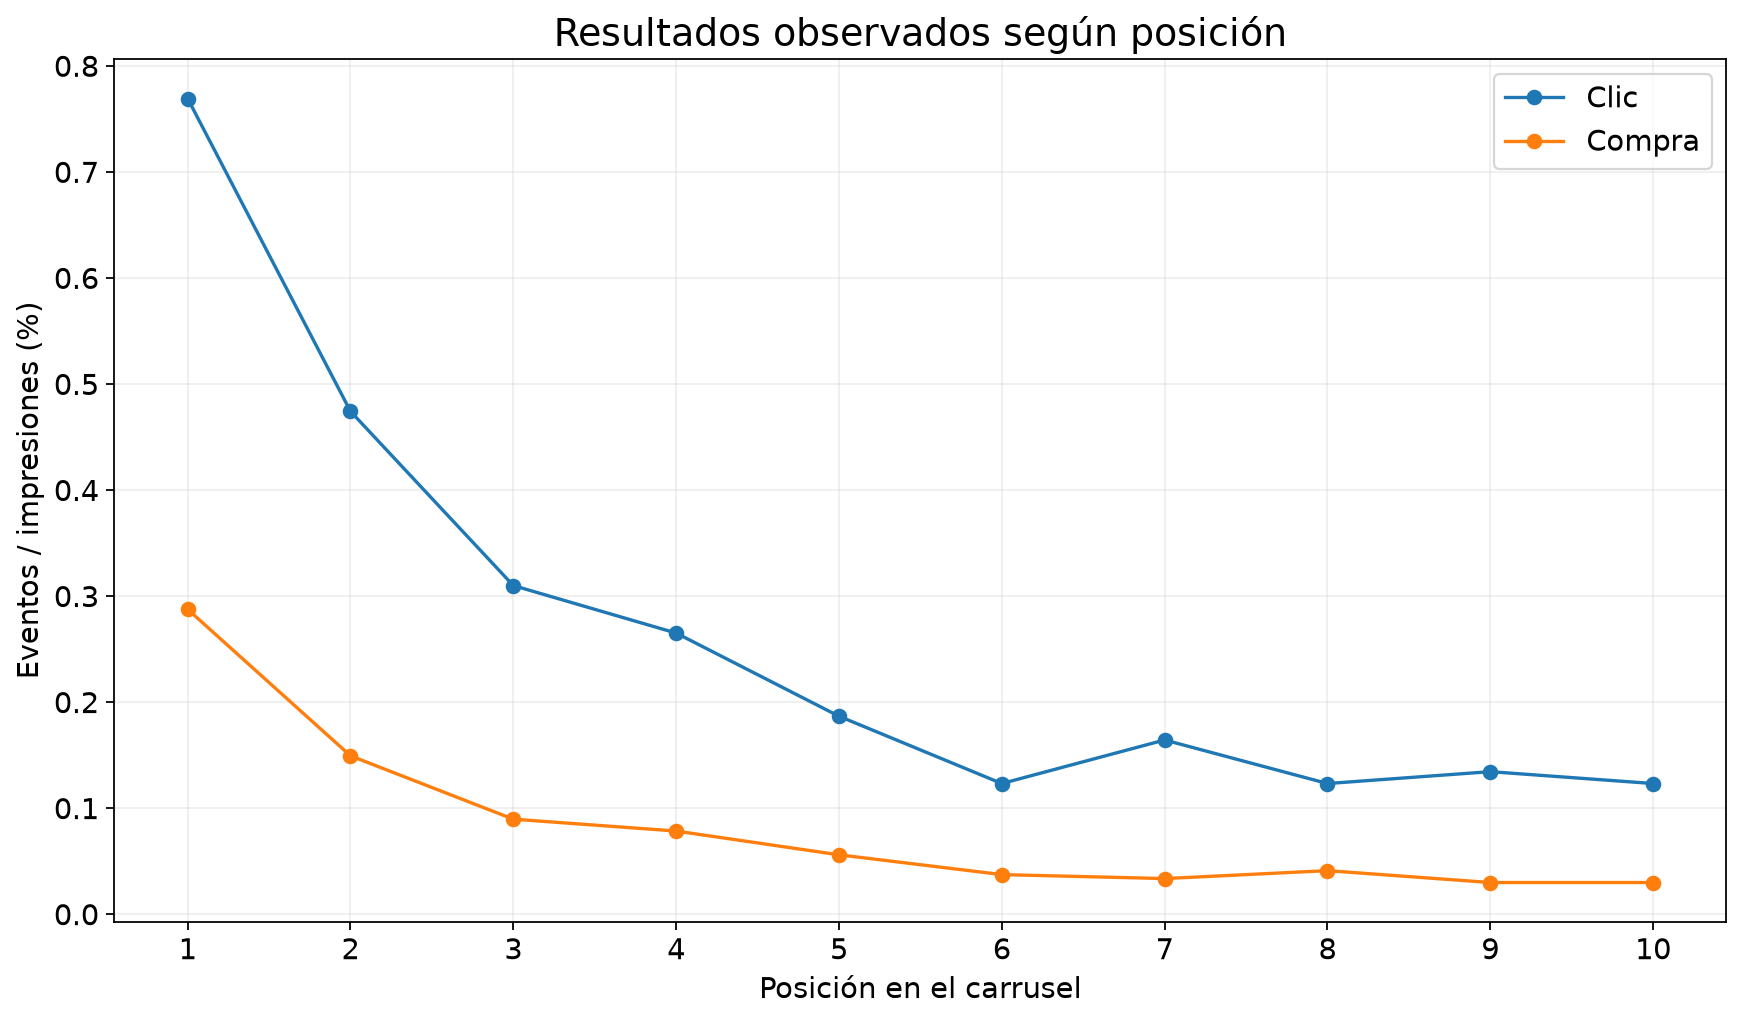 Resultados observados según posición
Clic
Compra
Eventos / impresiones (%)
0.8
0.7
0.6
0.5
0.4
0.3
0.2
0.1
0.0
1 2 3 4 5 6 7 8 9 10
Posición en el carrusel